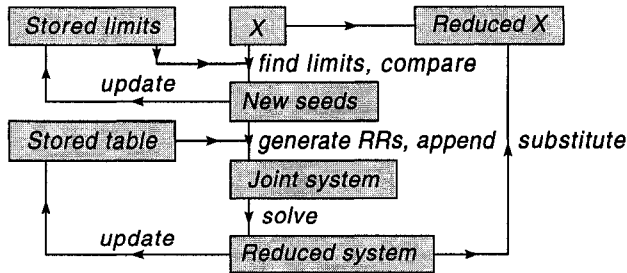 Stored limits
X
Reduced X
find limits, compare
update
New seeds
Stored table
generate RRs, append
substitute
Joint system
solve
update
Reduced system